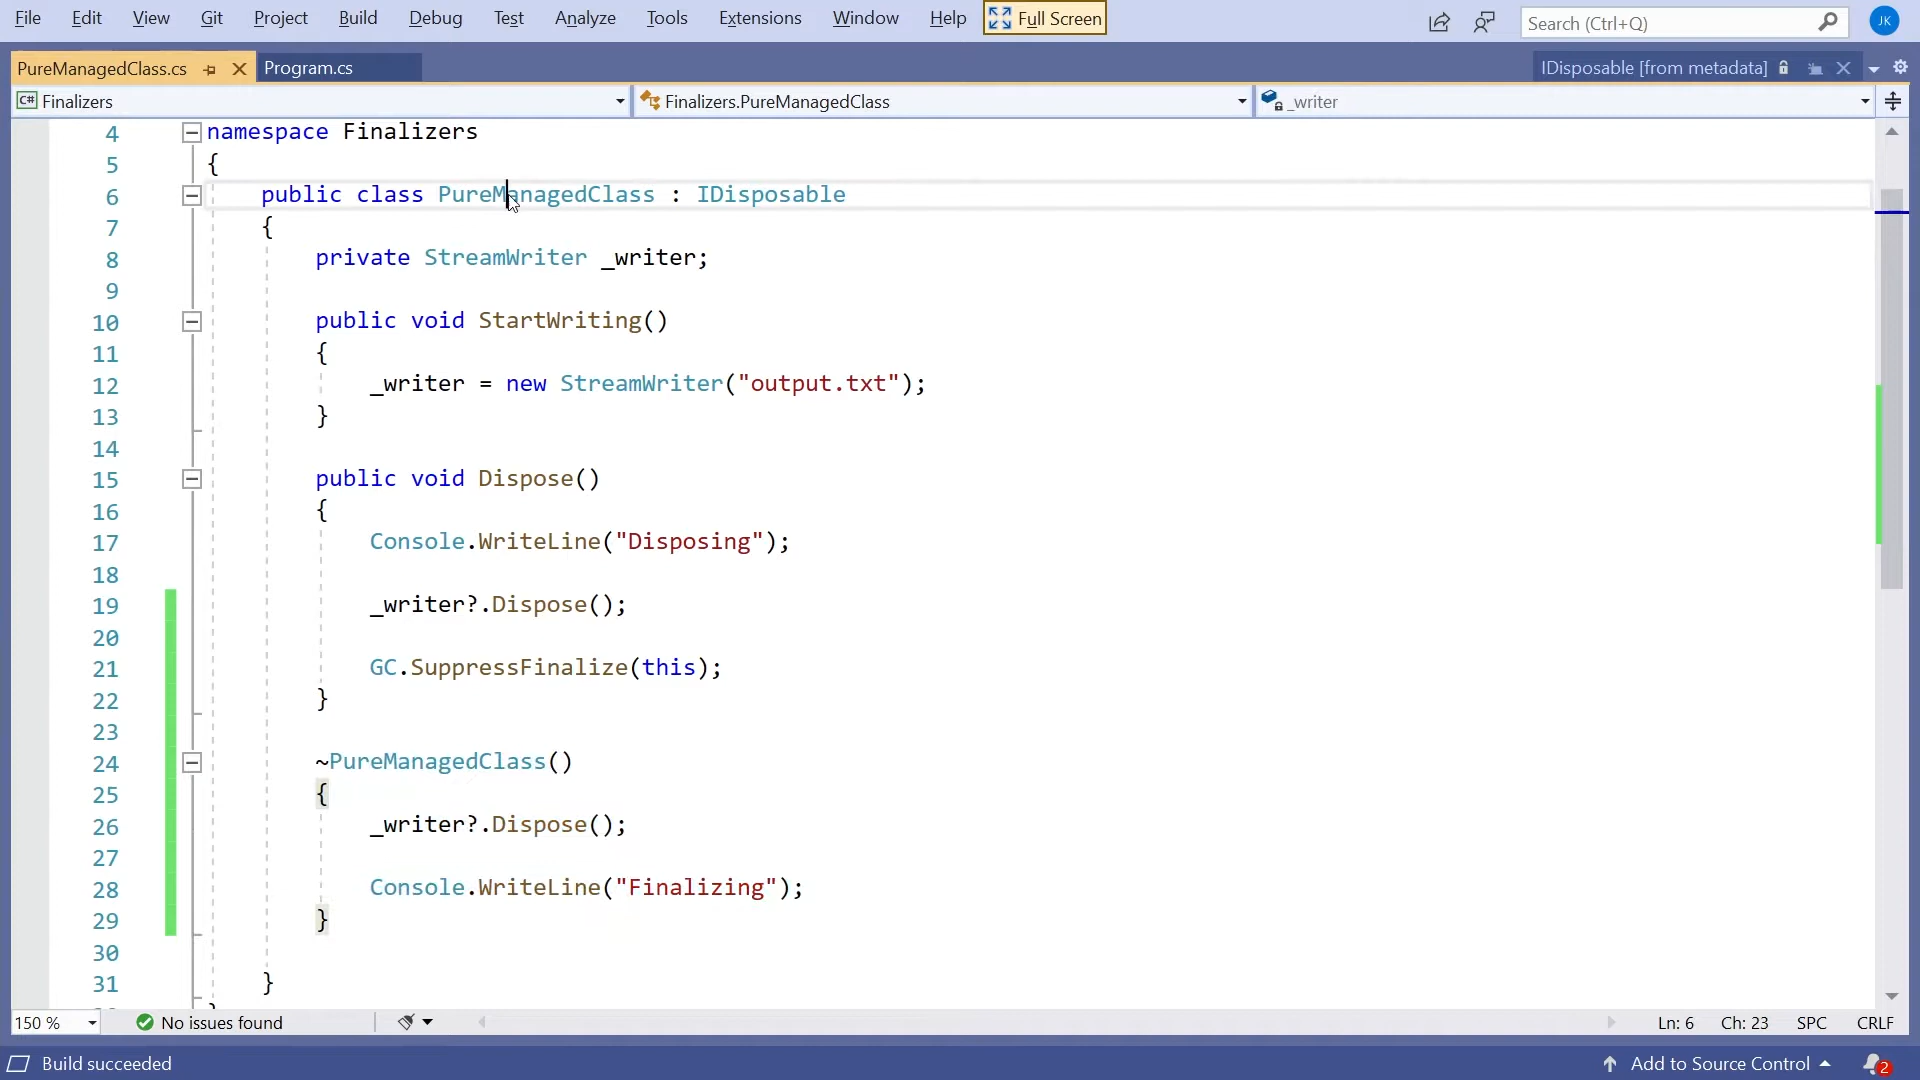 File Edit View Git Project Build Debug Test Analyze Tools Extensions Window Help Full Screen Search (Ctrl+Q) JK
PureManagedClass.cs Program.cs IDisposable [from metadata]
C# Finalizers Finalizers.PureManagedClass _writer
4 namespace Finalizers
5 {
6 public class PureManagedClass : IDisposable
7 {
8 private StreamWriter _writer;
9
10 public void StartWriting()
11 {
12 _writer = new StreamWriter("output.txt");
13 }
14
15 public void Dispose()
16 {
17 Console.WriteLine("Disposing");
18
19 _writer?.Dispose();
20
21 GC.SuppressFinalize(this);
22 }
23
24 ~PureManagedClass()
25 {
26 _writer?.Dispose();
27
28 Console.WriteLine("Finalizing");
29 }
30
31 }
150 % No issues found Ln: 6 Ch: 23 SPC CRLF
Build succeeded Add to Source Control 2